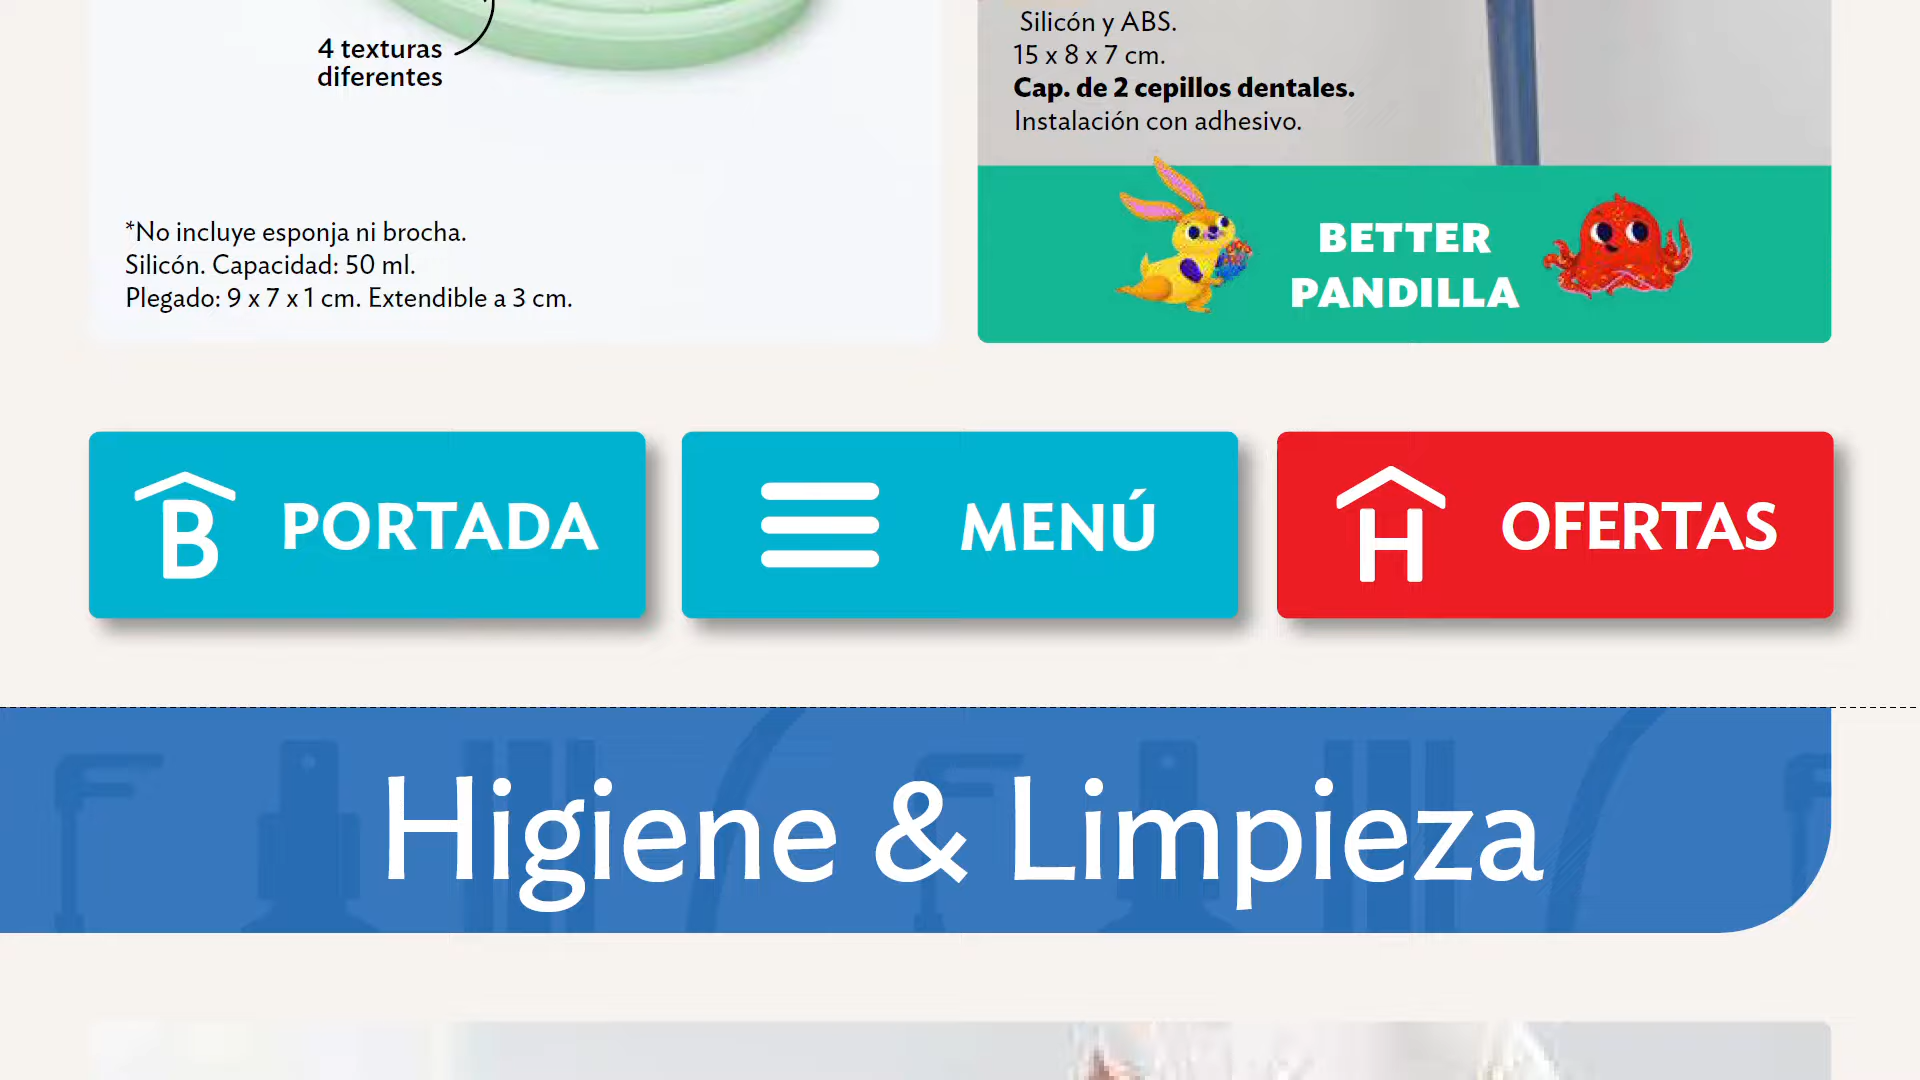 4 texturas
diferentes
*No incluye esponja ni brocha.
Silicón. Capacidad: 50 ml.
Plegado: 9 x 7 x 1 cm. Extendible a 3 cm.
Silicón y ABS.
15 x 8 x 7 cm.
Cap. de 2 cepillos dentales.
Instalación con adhesivo.
BETTER
PANDILLA
B PORTADA
MENÚ
H OFERTAS
Higiene & Limpieza